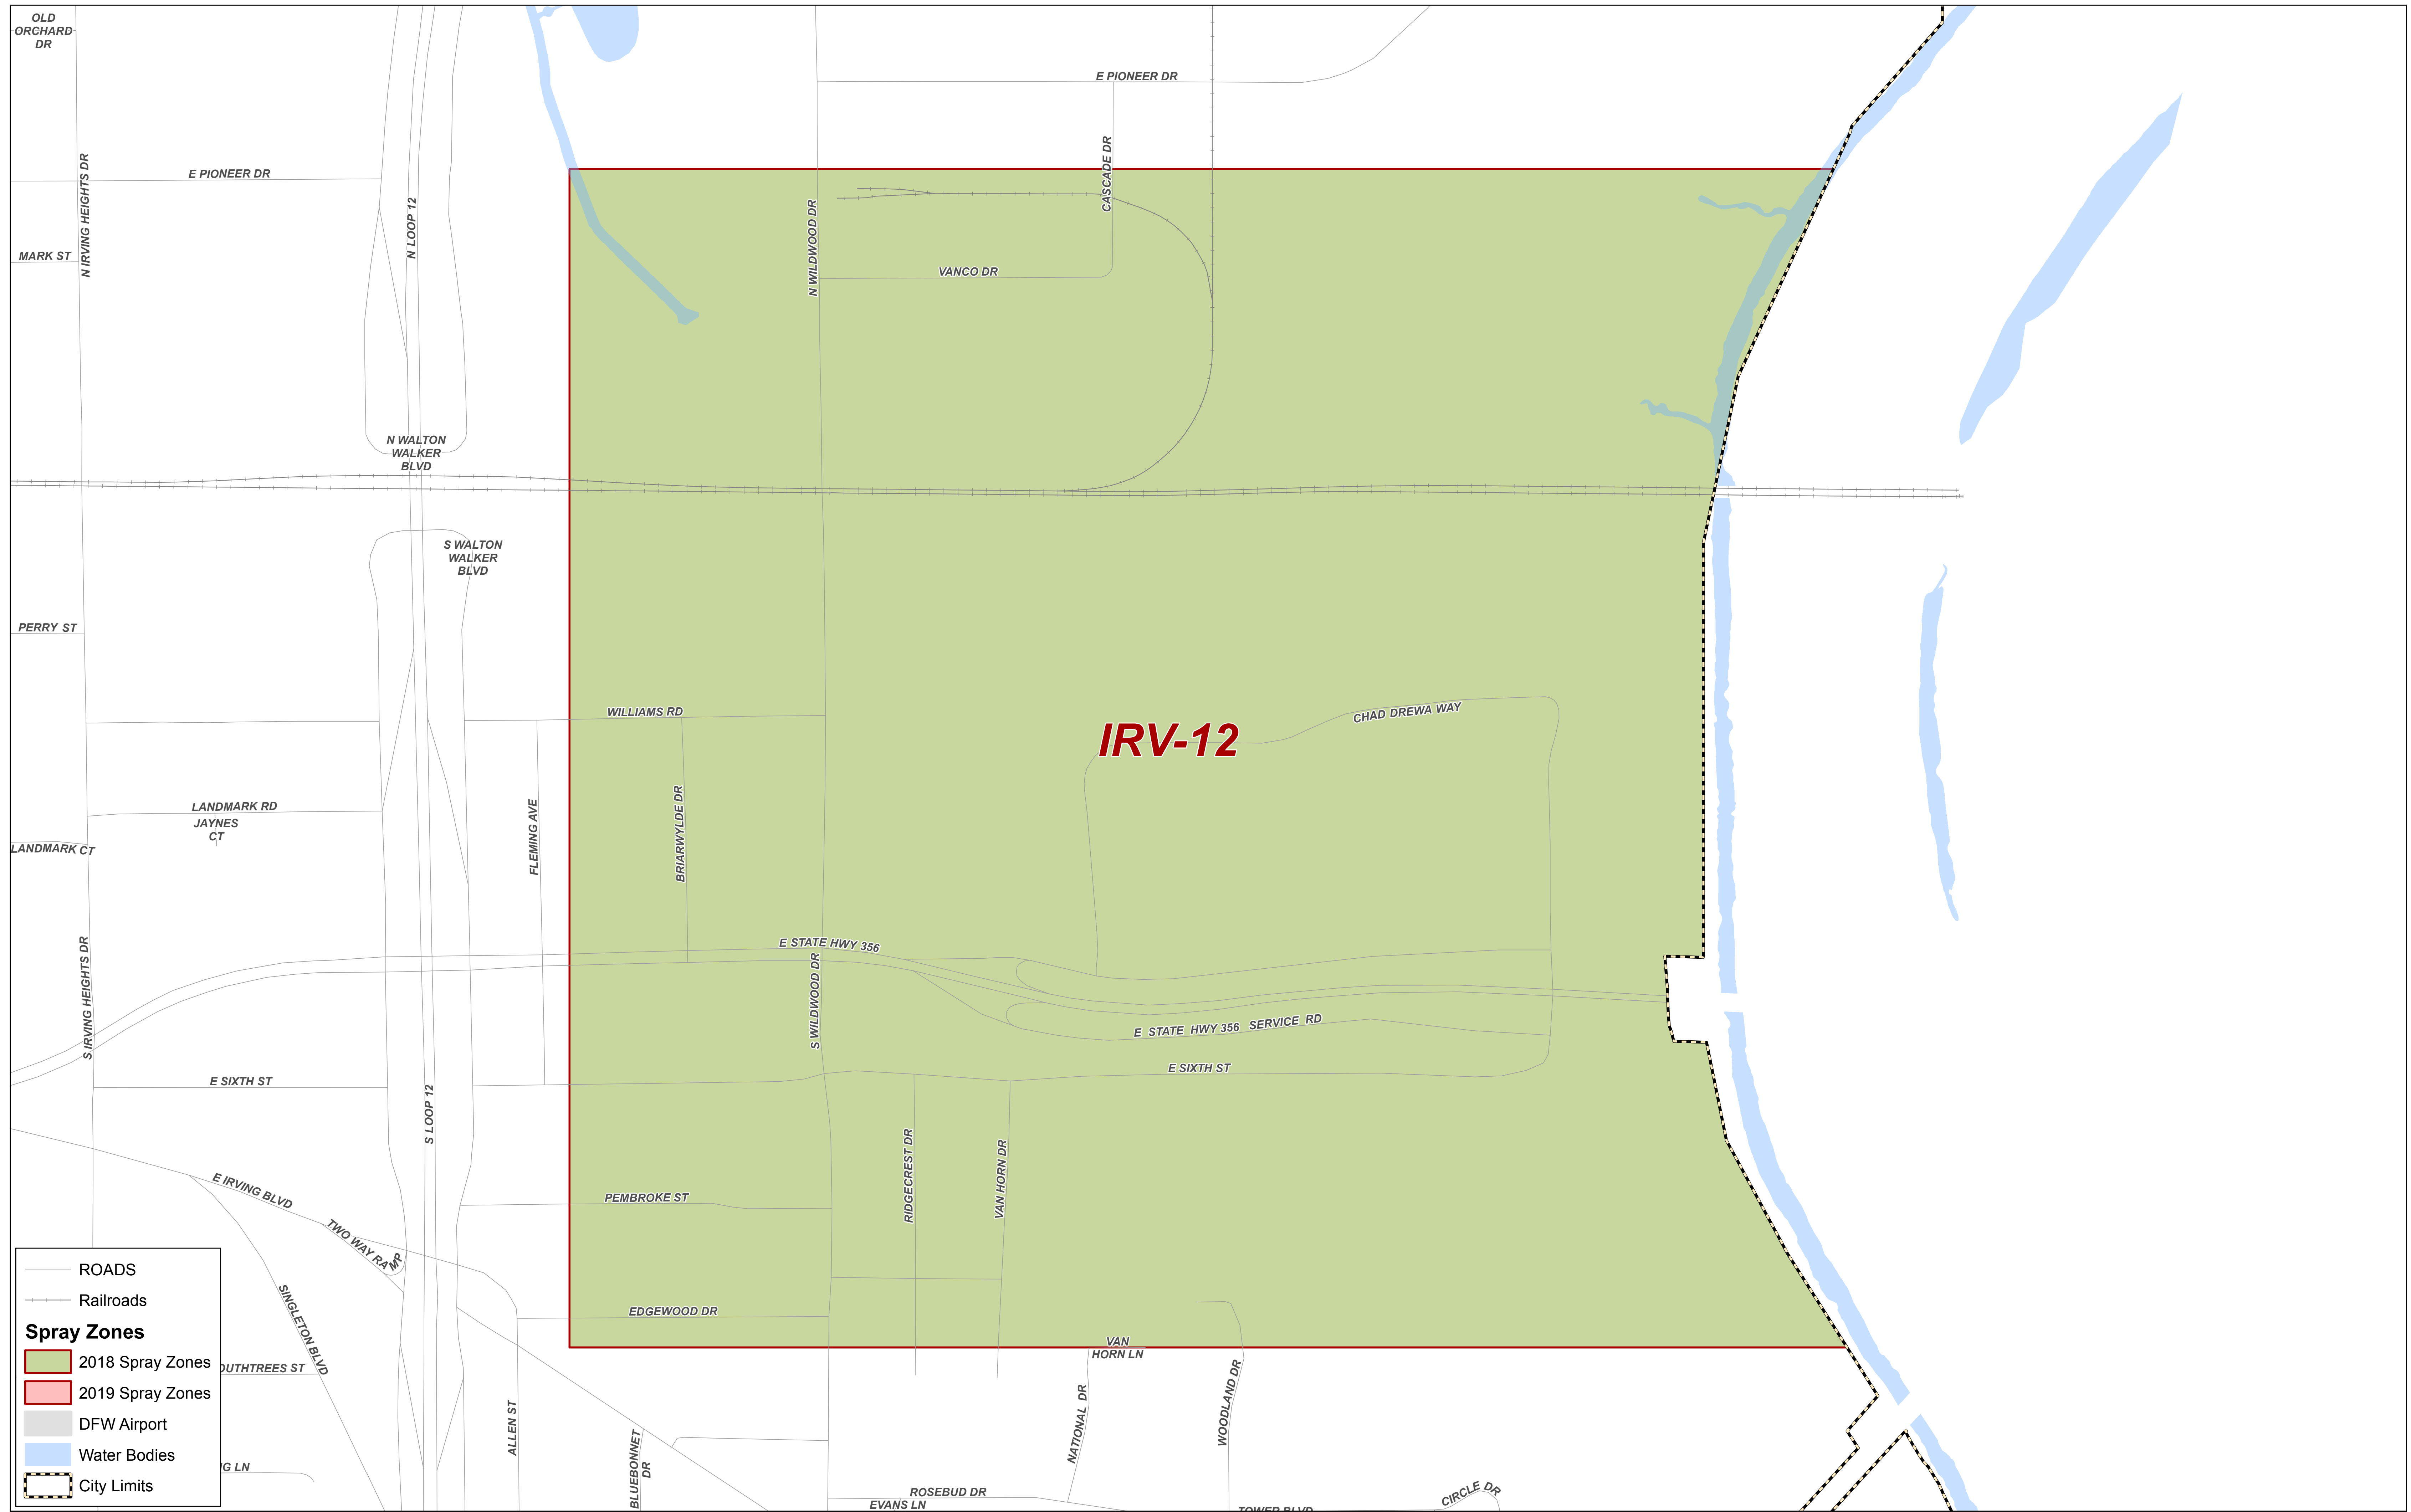 OLD
ORCHARD
DR
E PIONEER DR
N IRVING HEIGHTS DR
E PIONEER DR
CASCADE DR
N LOOP 12
N WILDWOOD DR
MARK ST
VANCO DR
N WALTON
WALKER
BLVD
S WALTON
WALKER
BLVD
PERRY ST
WILLIAMS RD
CHAD DREWA WAY
IRV-12
LANDMARK RD
JAYNES
CT
LANDMARK CT
FLEMING AVE
BRIARWYLDE DR
E STATE HWY 356
S IRVING HEIGHTS DR
S WILDWOOD DR
E STATE HWY 356 SERVICE RD
E SIXTH ST
E SIXTH ST
S LOOP 12
RIDGECREST DR
VAN HORN DR
E IRVING BLVD
PEMBROKE ST
TWO WAY RAMP
EDGEWOOD DR
SINGLETON BLVD
VAN
HORN LN
WOODLAND DR
NATIONAL DR
ALLEN ST
BLUEBONNET
DR
ROSEBUD DR
EVANS LN
CIRCLE DR
TOWER BLVD
OUTHTREES ST
G LN
ROADS
Railroads
Spray Zones
2018 Spray Zones
2019 Spray Zones
DFW Airport
Water Bodies
City Limits